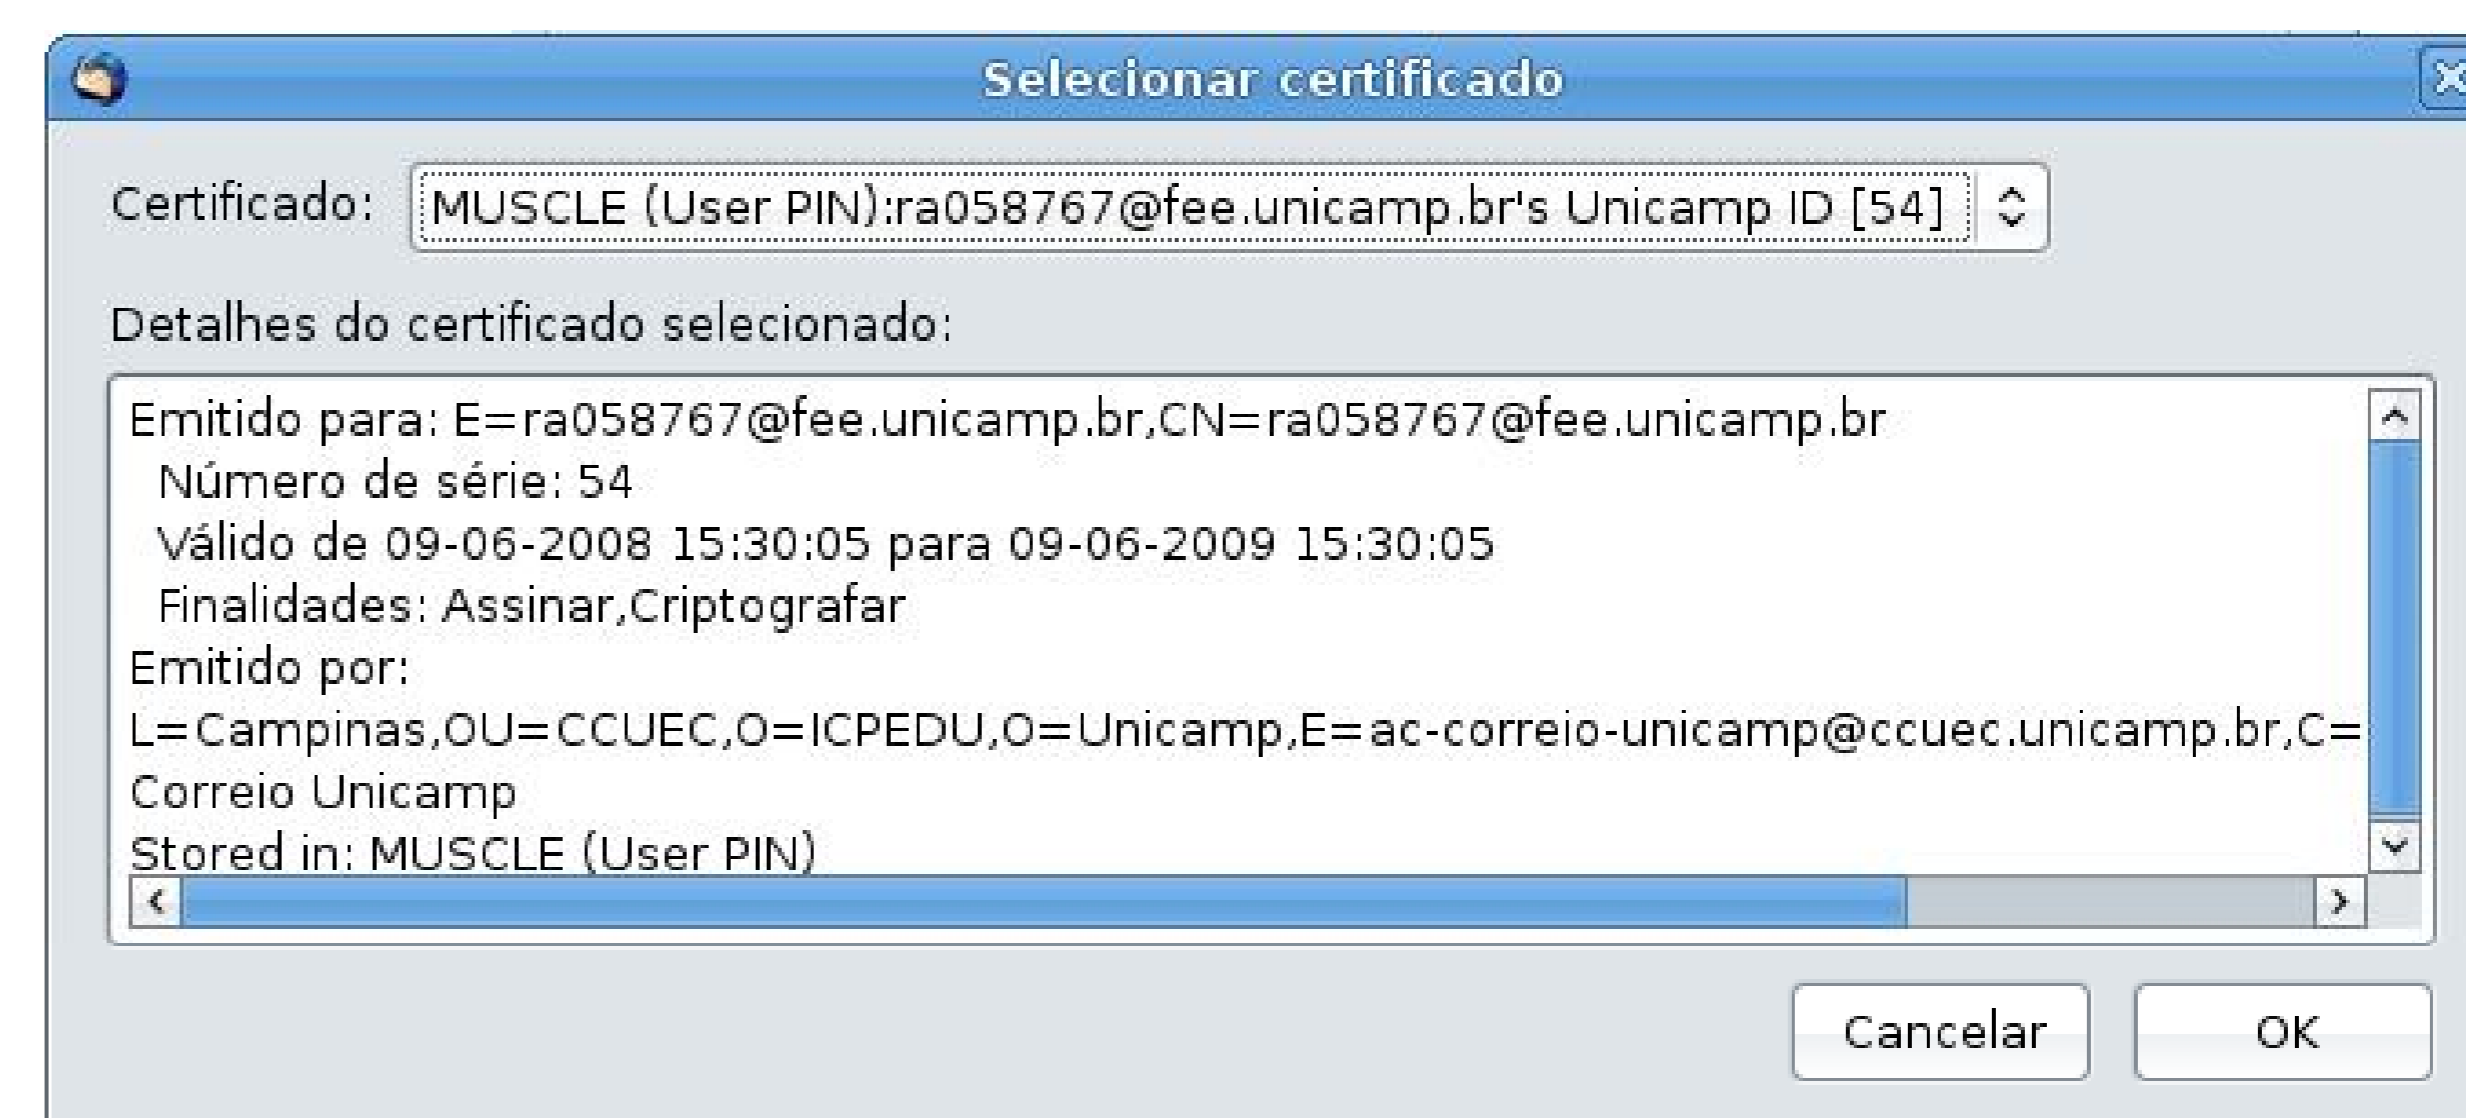 Selecionar certificado
Certificado: MUSCLE (User PIN):ra058767@fee.unicamp.br's Unicamp ID [54]
Detalhes do certificado selecionado:
Emitido para: E=ra058767@fee.unicamp.br,CN=ra058767@fee.unicamp.br
Número de série: 54
Válido de 09-06-2008 15:30:05 para 09-06-2009 15:30:05
Finalidades: Assinar,Criptografar
Emitido por:
L=Campinas,OU=CCUEC,O=ICPEDU,O=Unicamp,E=ac-correio-unicamp@ccuec.unicamp.br,C=
Correio Unicamp
Stored in: MUSCLE (User PIN)
Cancelar OK